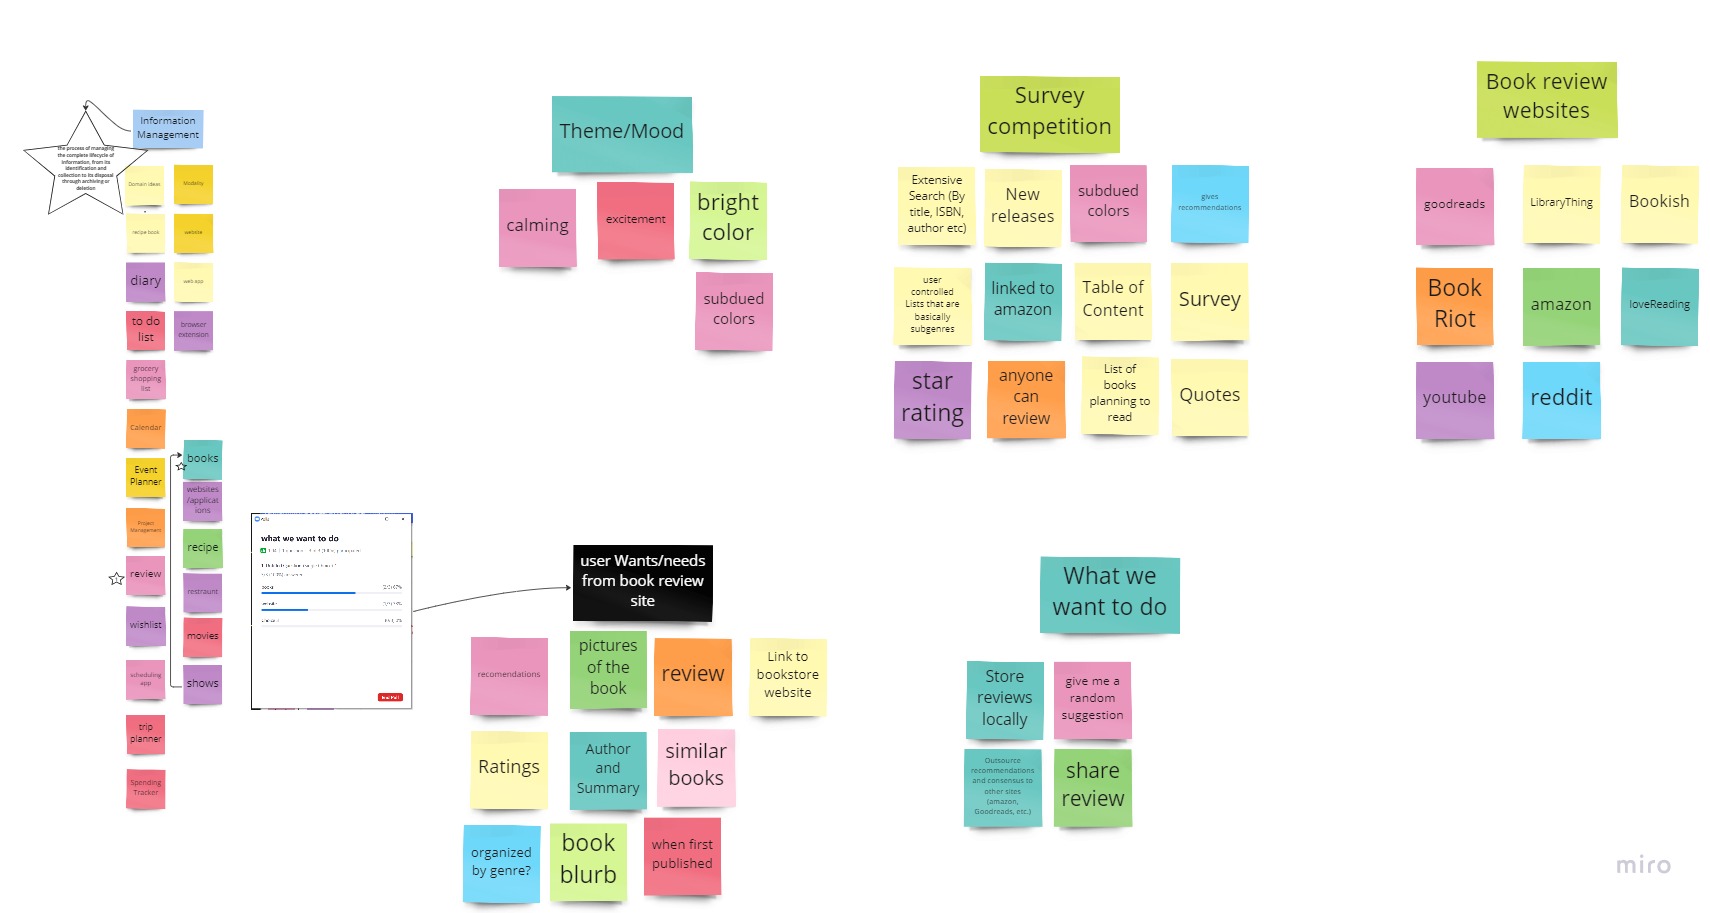 Information
Management
the process of managing
the complete lifecycle of
information, from its
identification and
collection to its disposal
through archiving or
deletion
Domain ideas
Modality
recipe book
website
diary
web app
to do
list
browser
extension
grocery
shopping
list
Calendar
Event
Planner
Project
Management
review
wishlist
scheduling
app
trip
planner
Spending
Tracker
books
websites
/applicat
ions
recipe
restraunt
movies
shows
what we want to do
End Poll
Theme/Mood
calming
excitement
bright
color
subdued
colors
user Wants/needs
from book review
site
recomendations
pictures
of the
book
review
Link to
bookstore
website
Ratings
Author
and
Summary
similar
books
organized
by genre?
book
blurb
when first
published
Survey
competition
Extensive
Search (By
title, ISBN,
author etc)
New
releases
subdued
colors
gives
recommendations
user
controlled
Lists that are
basically
subgenres
linked to
amazon
Table of
Content
Survey
star
rating
anyone
can
review
List of
books
planning to
read
Quotes
What we
want to do
Store
reviews
locally
give me a
random
suggestion
Outsource
recommendations
and consensus to
other sites
(amazon,
Goodreads, etc.)
share
review
Book review
websites
goodreads
LibraryThing
Bookish
Book
Riot
amazon
loveReading
youtube
reddit
miro